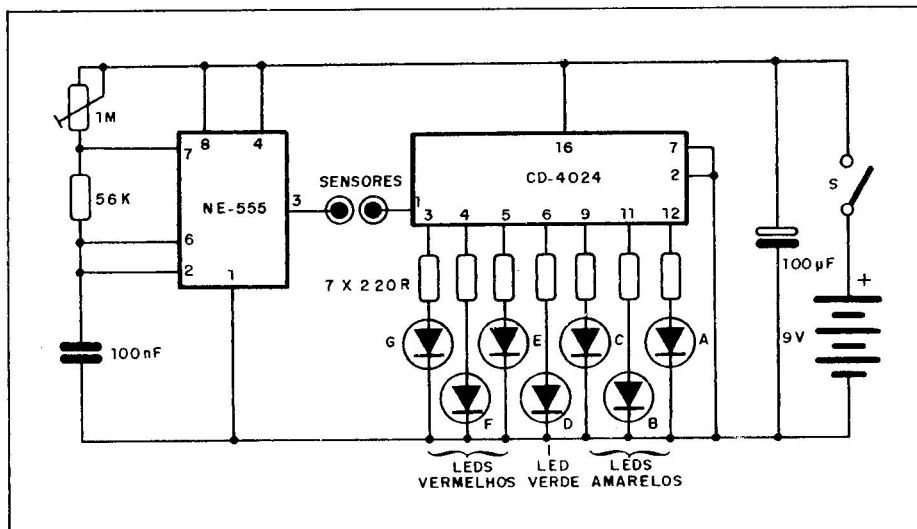 1M
56K
100nF
8
4
7
6
2
1
3
NE-555
SENSORES
16
7
2
CD-4024
1
3
4
5
6
9
11
12
7 X 220R
G
E
C
A
F
D
B
LEDS
VERMELHOS
LED
VERDE
LEDS
AMARELOS
100µF
S
+
9V